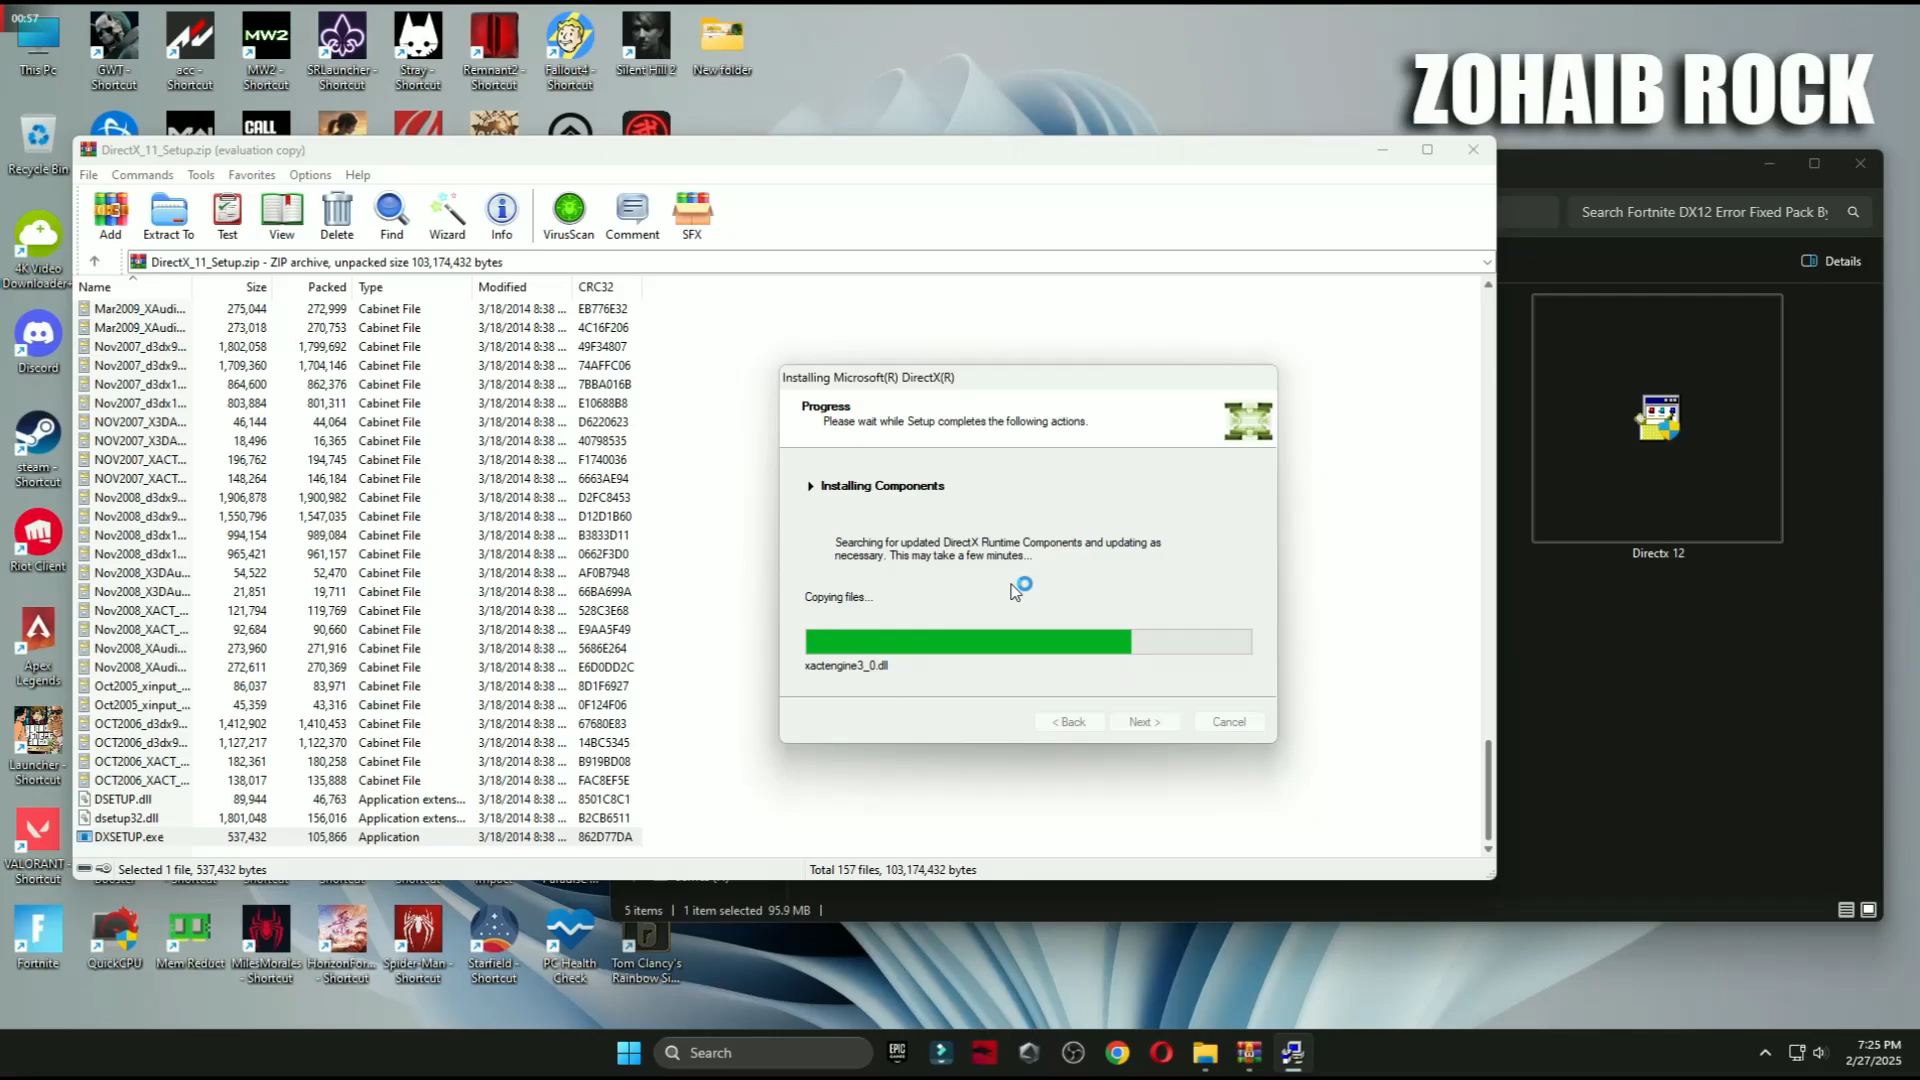 00:57
This Pc
GWT - Shortcut
acc - Shortcut
MW2
MW2 - Shortcut
SRLauncher - Shortcut
Stray - Shortcut
Remnant2 - Shortcut
Fallout4 - Shortcut
Silent Hill 2
New folder
ZOHAIB ROCK
Recycle Bin
CALL
DirectX_11_Setup.zip (evaluation copy)
File Commands Tools Favorites Options Help
Add Extract To Test View Delete Find Wizard Info VirusScan Comment SFX
DirectX_11_Setup.zip - ZIP archive, unpacked size 103,174,432 bytes
Name Size Packed Type Modified CRC32
Mar2009_XAudi... 275,044 272,999 Cabinet File 3/18/2014 8:38 ... EB776E32
Mar2009_XAudi... 273,018 270,753 Cabinet File 3/18/2014 8:38 ... 4C16F206
Nov2007_d3dx9... 1,802,058 1,799,692 Cabinet File 3/18/2014 8:38 ... 49F34807
Nov2007_d3dx9... 1,709,360 1,704,146 Cabinet File 3/18/2014 8:38 ... 74AFFC06
Nov2007_d3dx1... 864,600 862,376 Cabinet File 3/18/2014 8:38 ... 7BBA016B
Nov2007_d3dx1... 803,884 801,311 Cabinet File 3/18/2014 8:38 ... E10688B8
NOV2007_X3DA... 46,144 44,064 Cabinet File 3/18/2014 8:38 ... D6220623
NOV2007_X3DA... 18,496 16,365 Cabinet File 3/18/2014 8:38 ... 40798535
NOV2007_XACT... 196,762 194,745 Cabinet File 3/18/2014 8:38 ... F1740036
NOV2007_XACT... 148,264 146,184 Cabinet File 3/18/2014 8:38 ... 6663AE94
Nov2008_d3dx9... 1,906,878 1,900,982 Cabinet File 3/18/2014 8:38 ... D2FC8453
Nov2008_d3dx9... 1,550,796 1,547,035 Cabinet File 3/18/2014 8:38 ... D12D1B60
Nov2008_d3dx1... 994,154 989,084 Cabinet File 3/18/2014 8:38 ... B3833D11
Nov2008_d3dx1... 965,421 961,157 Cabinet File 3/18/2014 8:38 ... 0662F3D0
Nov2008_X3DAu... 54,522 52,470 Cabinet File 3/18/2014 8:38 ... AF0B7948
Nov2008_X3DAu... 21,851 19,711 Cabinet File 3/18/2014 8:38 ... 66BA699A
Nov2008_XACT_... 121,794 119,769 Cabinet File 3/18/2014 8:38 ... 528C3E68
Nov2008_XACT_... 92,684 90,660 Cabinet File 3/18/2014 8:38 ... E9AA5F49
Nov2008_XAudi... 273,960 271,916 Cabinet File 3/18/2014 8:38 ... 5686E264
Nov2008_XAudi... 272,611 270,369 Cabinet File 3/18/2014 8:38 ... E6D0DD2C
Oct2005_xinput_... 86,037 83,971 Cabinet File 3/18/2014 8:38 ... 8D1F6927
Oct2005_xinput_... 45,359 43,316 Cabinet File 3/18/2014 8:38 ... 0F124F06
OCT2006_d3dx9... 1,412,902 1,410,453 Cabinet File 3/18/2014 8:38 ... 67680E83
OCT2006_d3dx9... 1,127,217 1,122,370 Cabinet File 3/18/2014 8:38 ... 14BC5345
OCT2006_XACT_... 182,361 180,258 Cabinet File 3/18/2014 8:38 ... B919BD08
OCT2006_XACT_... 138,017 135,888 Cabinet File 3/18/2014 8:38 ... FAC8EF5E
DSETUP.dll 89,944 46,763 Application extens... 3/18/2014 8:38 ... 8501C8C1
dsetup32.dll 1,801,048 156,016 Application extens... 3/18/2014 8:38 ... B2CB6511
DXSETUP.exe 537,432 105,866 Application 3/18/2014 8:38 ... 862D77DA
Selected 1 file, 537,432 bytes
Total 157 files, 103,174,432 bytes
Installing Microsoft(R) DirectX(R)
Progress
Please wait while Setup completes the following actions.
Installing Components
Searching for updated DirectX Runtime Components and updating as
necessary. This may take a few minutes...
Copying files...
xactengine3_0.dll
< Back Next > Cancel
Search Fortnite DX12 Error Fixed Pack By
Details
Directx 12
5 items 1 item selected 95.9 MB
4K Video Downloader+
Discord
steam - Shortcut
Riot Client
Apex Legends
Launcher - Shortcut
VALORANT - Shortcut
Fortnite
QuickCPU
Mem Reduct
MilesMorales - Shortcut
HorizonFor... - Shortcut
Spider-Man - Shortcut
Starfield - Shortcut
PC Health Check
Tom Clancy's Rainbow Si...
Search
EPIC GAMES
7:25 PM
2/27/2025